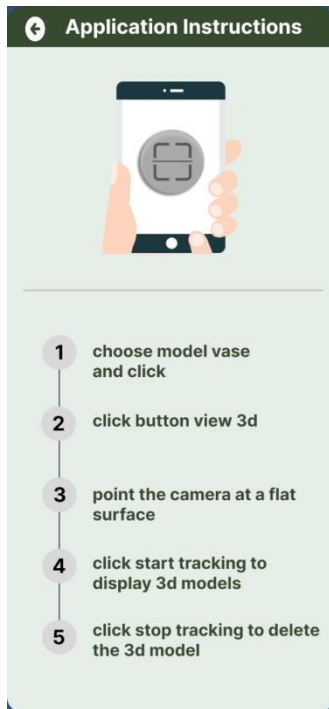 Application Instructions
1 choose model vase
and click
2 click button view 3d
3 point the camera at a flat
surface
4 click start tracking to
display 3d models
5 click stop tracking to delete
the 3d model